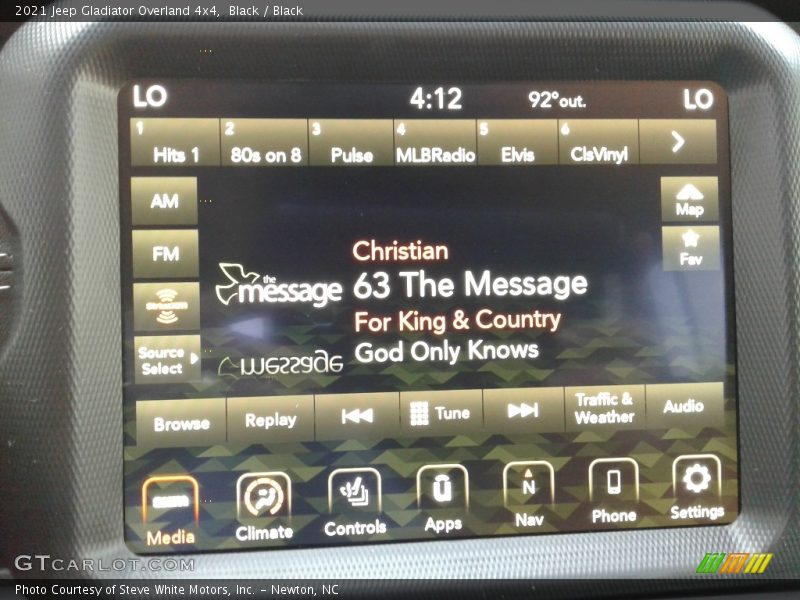 2021 Jeep Gladiator Overland 4x4, Black / Black
LO 4:12 92°out. LO
1 Hits 1
2 80s on 8
3 Pulse
4 MLBRadio
5 Elvis
6 ClsVinyl
AM
FM
Source Select
Map
Fav
Christian
the message
63 The Message
For King & Country
God Only Knows
message
Browse
Replay
Tune
Traffic & Weather
Audio
Media
Climate
Controls
Apps
N
Nav
Phone
Settings
GTCARLOT.COM
Photo Courtesy of Steve White Motors, Inc. – Newton, NC